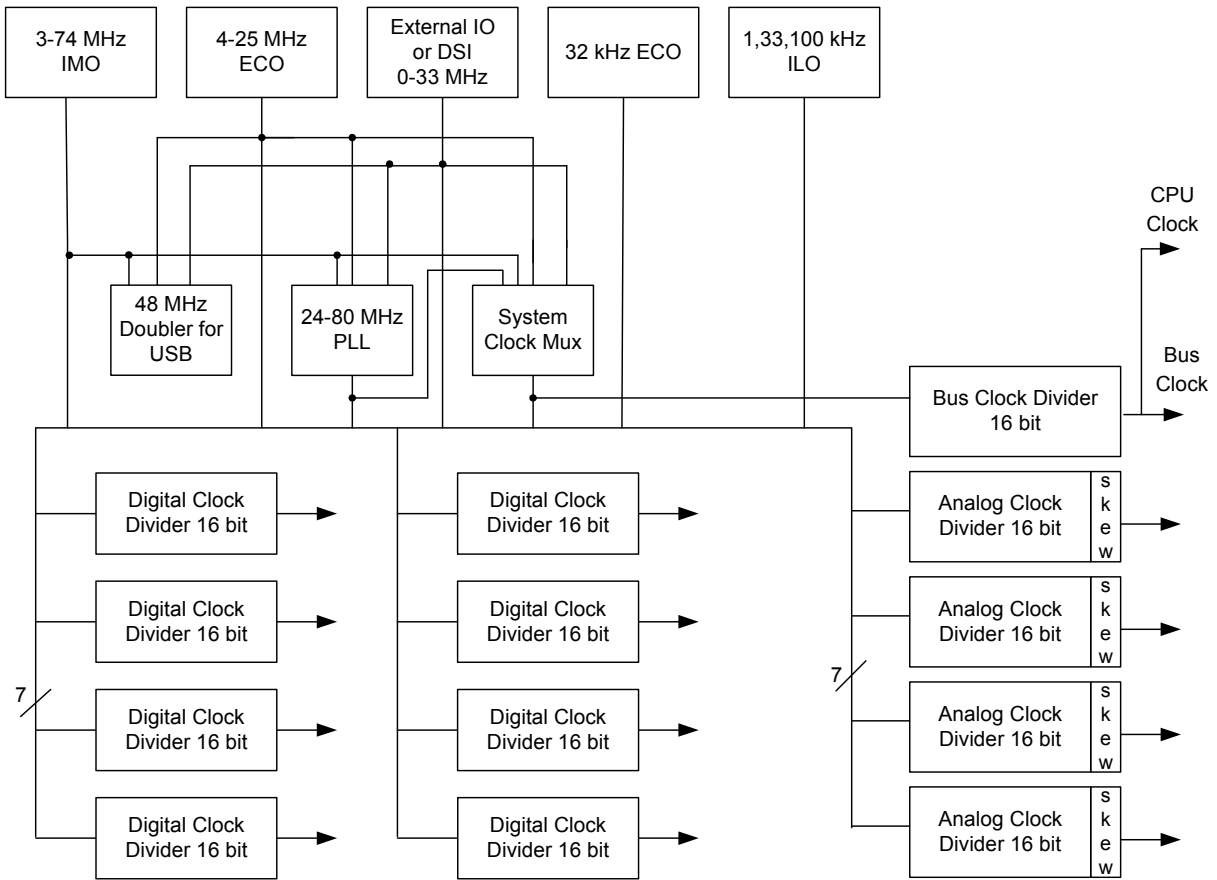 3-74 MHz
IMO
4-25 MHz
ECO
External IO
or DSI
0-33 MHz
32 kHz ECO
1,33,100 kHz
ILO
CPU
Clock
48 MHz
Doubler for
USB
24-80 MHz
PLL
System
Clock Mux
Bus
Clock
Bus Clock Divider
16 bit
Digital Clock
Divider 16 bit
Digital Clock
Divider 16 bit
Analog Clock
Divider 16 bit
s
k
e
w
Digital Clock
Divider 16 bit
Digital Clock
Divider 16 bit
Analog Clock
Divider 16 bit
s
k
e
w
7
7
Digital Clock
Divider 16 bit
Digital Clock
Divider 16 bit
Analog Clock
Divider 16 bit
s
k
e
w
Digital Clock
Divider 16 bit
Digital Clock
Divider 16 bit
Analog Clock
Divider 16 bit
s
k
e
w